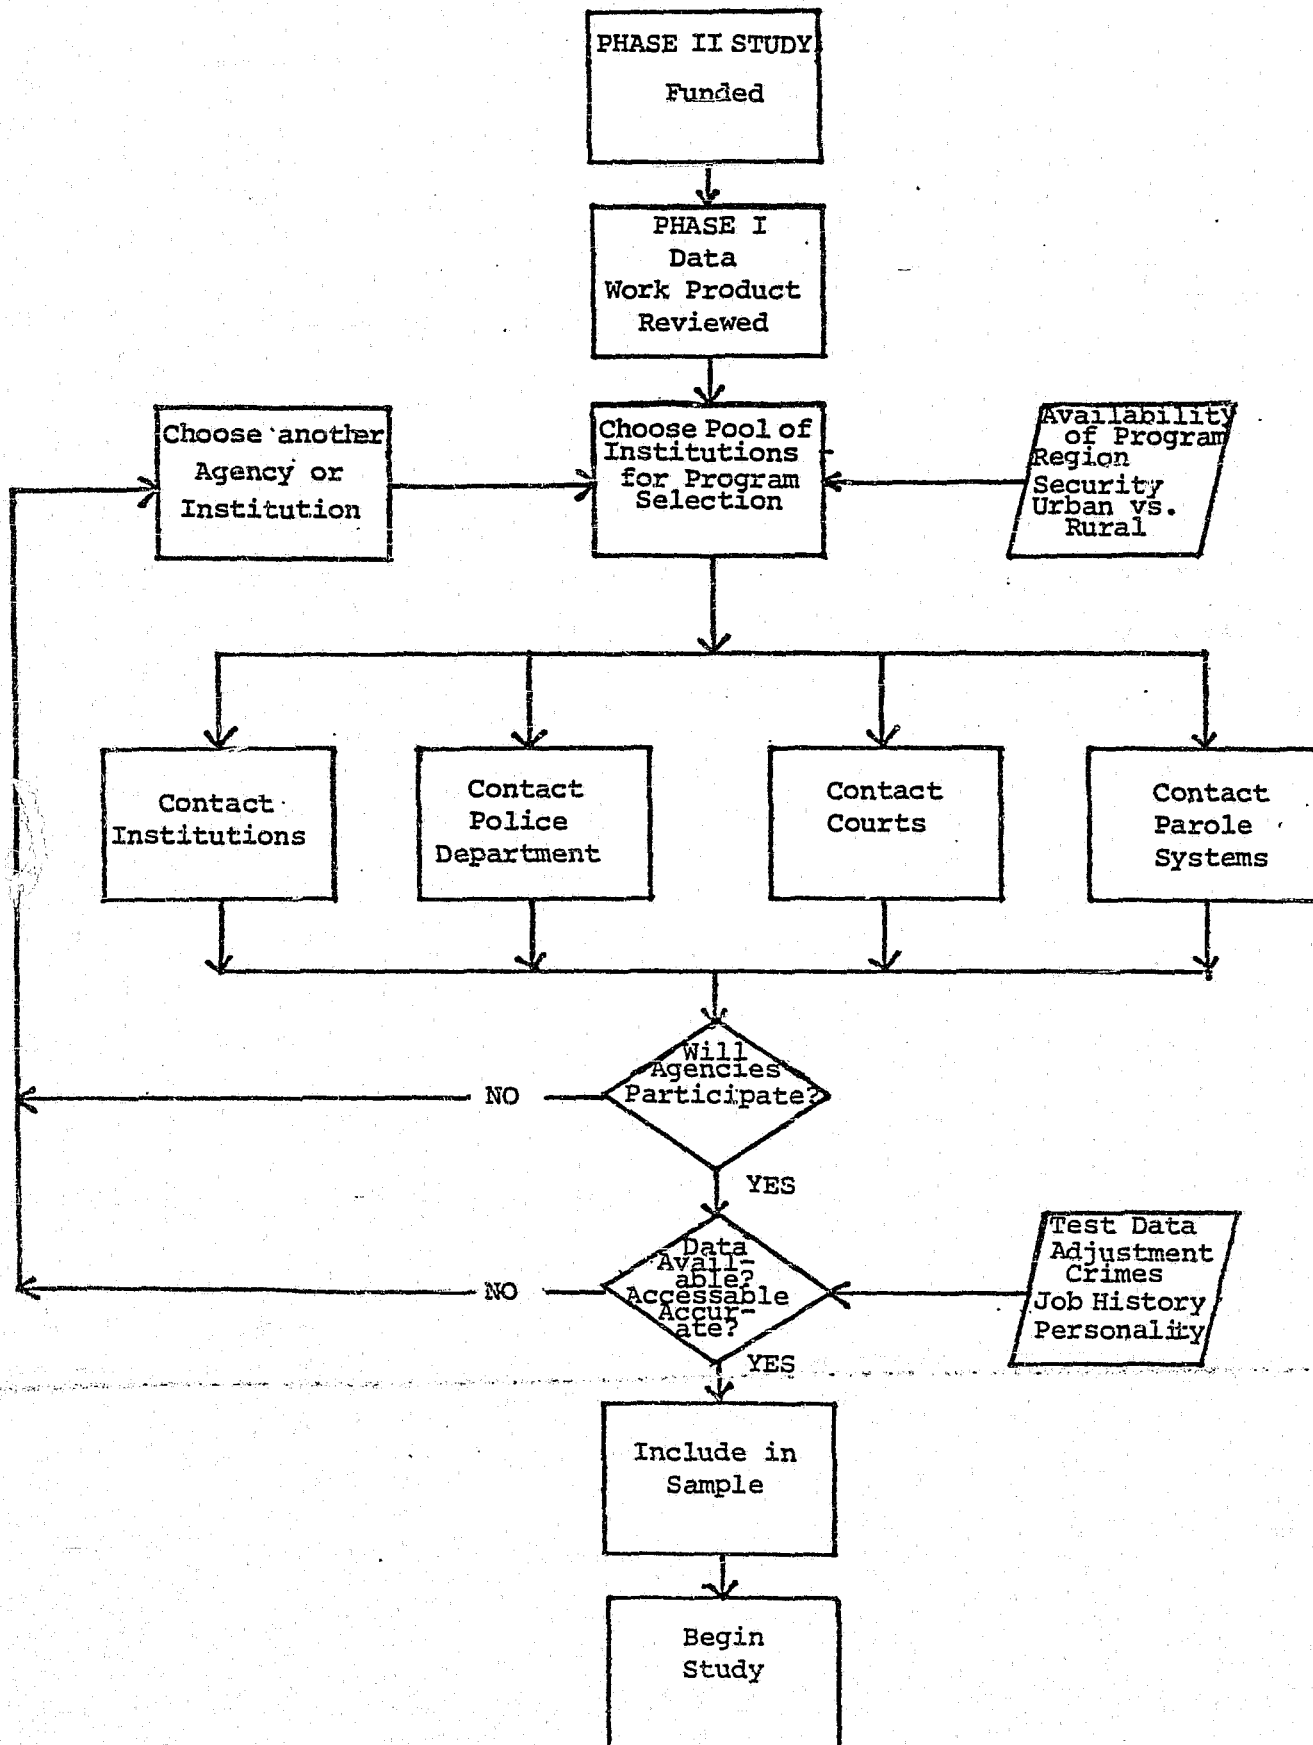 PHASE II STUDY
Funded
PHASE I
Data
Work Product
Reviewed
Choose another
Agency or
Institution
Choose Pool of
Institutions
for Program
Selection
Availability
of Program
Region
Security
Urban vs.
Rural
Contact
Institutions
Contact
Police
Department
Contact
Courts
Contact
Parole
Systems
Will
Agencies
Participate?
NO
YES
Data
Avail-
able?
Accessable
Accur-
ate?
NO
Test Data
Adjustment
Crimes
Job History
Personality
YES
Include in
Sample
Begin
Study